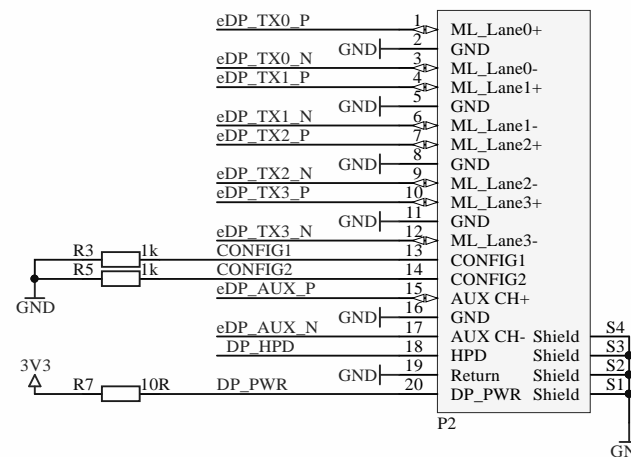 eDP_TX0_P 1 ML_Lane0+
GND 2 GND
eDP_TX0_N 3 ML_Lane0-
eDP_TX1_P 4 ML_Lane1+
GND 5 GND
eDP_TX1_N 6 ML_Lane1-
eDP_TX2_P 7 ML_Lane2+
GND 8 GND
eDP_TX2_N 9 ML_Lane2-
eDP_TX3_P 10 ML_Lane3+
GND 11 GND
eDP_TX3_N 12 ML_Lane3-
R3 1k CONFIG1 13 CONFIG1
R5 1k CONFIG2 14 CONFIG2
eDP_AUX_P 15 AUX CH+
GND
GND 16 GND
eDP_AUX_N 17 AUX CH- Shield S4
DP_HPD 18 HPD Shield S3
3V3
GND 19 Return Shield S2
R7 10R DP_PWR 20 DP_PWR Shield S1
P2